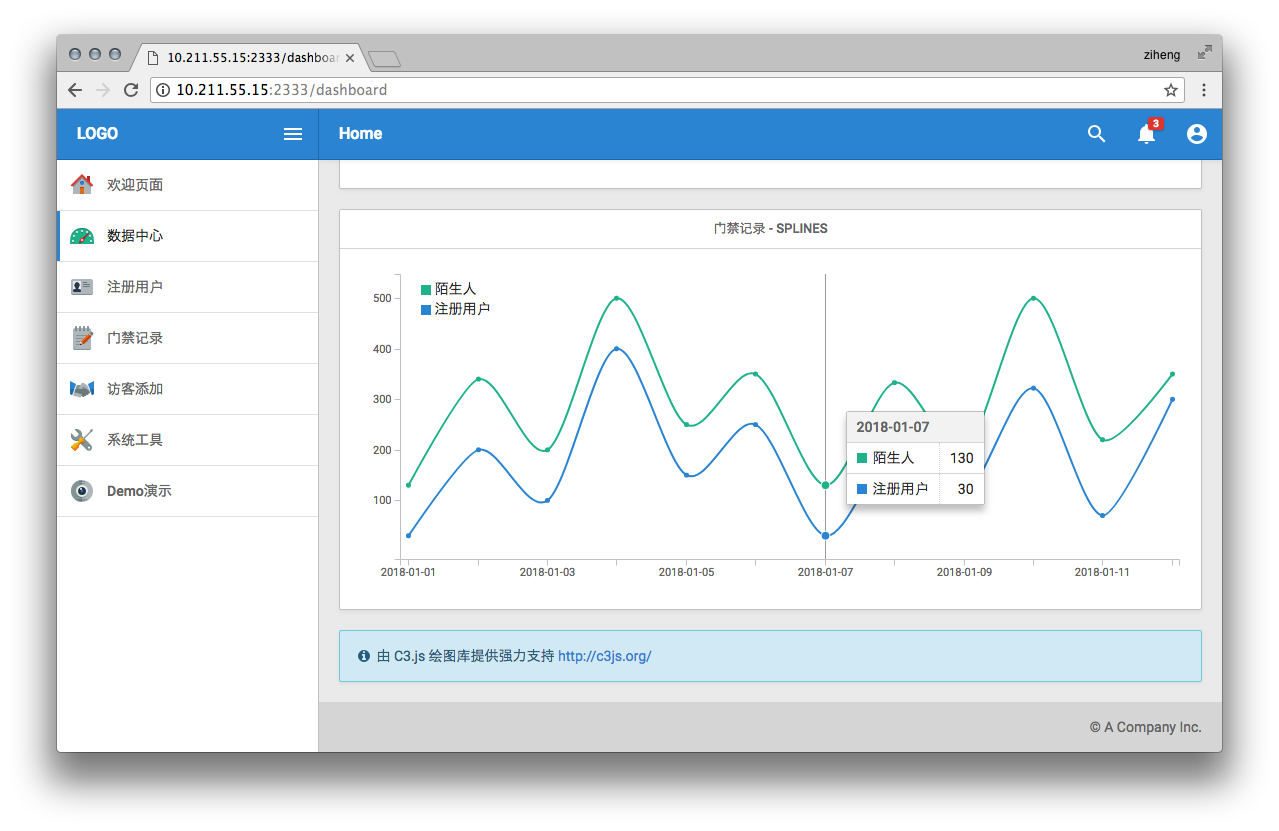 10.211.55.15:2333/dashboar
ziheng
10.211.55.15:2333/dashboard
LOGO
Home
3
欢迎页面
数据中心
注册用户
门禁记录
访客添加
系统工具
Demo演示
门禁记录 - SPLINES
陌生人
注册用户
500
400
300
200
100
2018-01-07
陌生人 130
注册用户 30
2018-01-01 2018-01-03 2018-01-05 2018-01-07 2018-01-09 2018-01-11
由 C3.js 绘图库提供强力支持 http://c3js.org/
© A Company Inc.